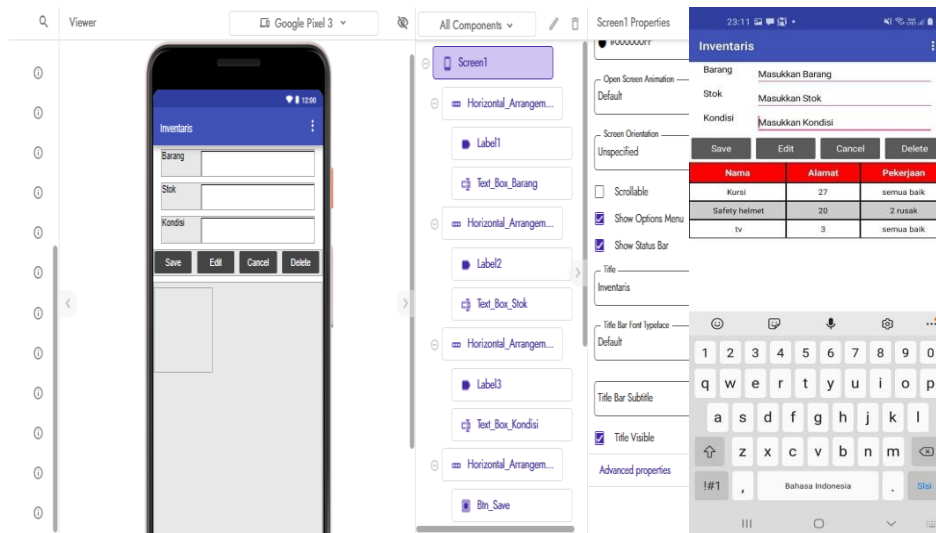 Viewer
Google Pixel 3
All Components
Screen1 Properties
12:00
Inventaris
Barang
Stok
Kondisi
Save Edit Cancel Delete
Screen1
Horizontal_Arrangem...
Label1
Text_Box_Barang
Horizontal_Arrangem...
Label2
Text_Box_Stok
Horizontal_Arrangem...
Label3
Text_Box_Kondisi
Horizontal_Arrangem...
Btn_Save
#000000FF
Open Screen Animation
Default
Screen Orientation
Unspecified
Scrollable
Show Options Menu
Show Status Bar
Title
Inventaris
Title Bar Font Typeface
Default
Title Bar Subtitle
Title Visible
Advanced properties
23:11
Inventaris
Barang Masukkan Barang
Stok Masukkan Stok
Kondisi Masukkan Kondisi
Save Edit Cancel Delete
Nama Alamat Pekerjaan
Kursi 27 semua baik
Safety helmet 20 2 rusak
tv 3 semua baik
1 2 3 4 5 6 7 8 9 0
q w e r t y u i o p
a s d f g h j k l
z x c v b n m
!#1 , Bahasa Indonesia . SIsi